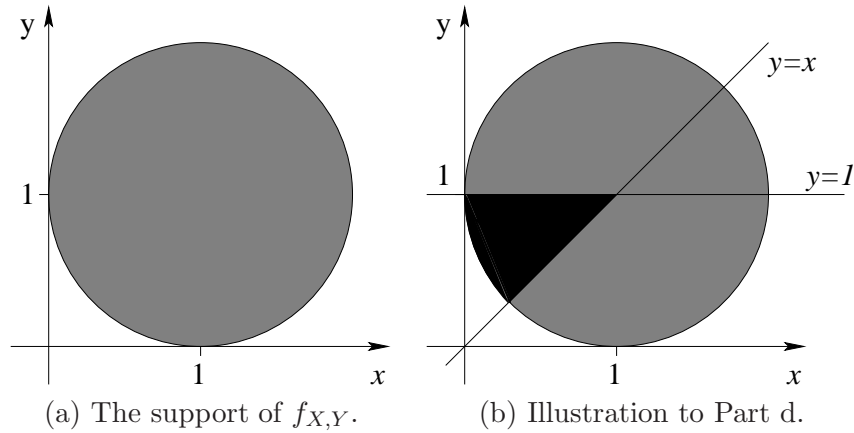 y
1
1
x
(a) The support of f_{X,Y}.
y
y=x
1
y=1
1
x
(b) Illustration to Part d.